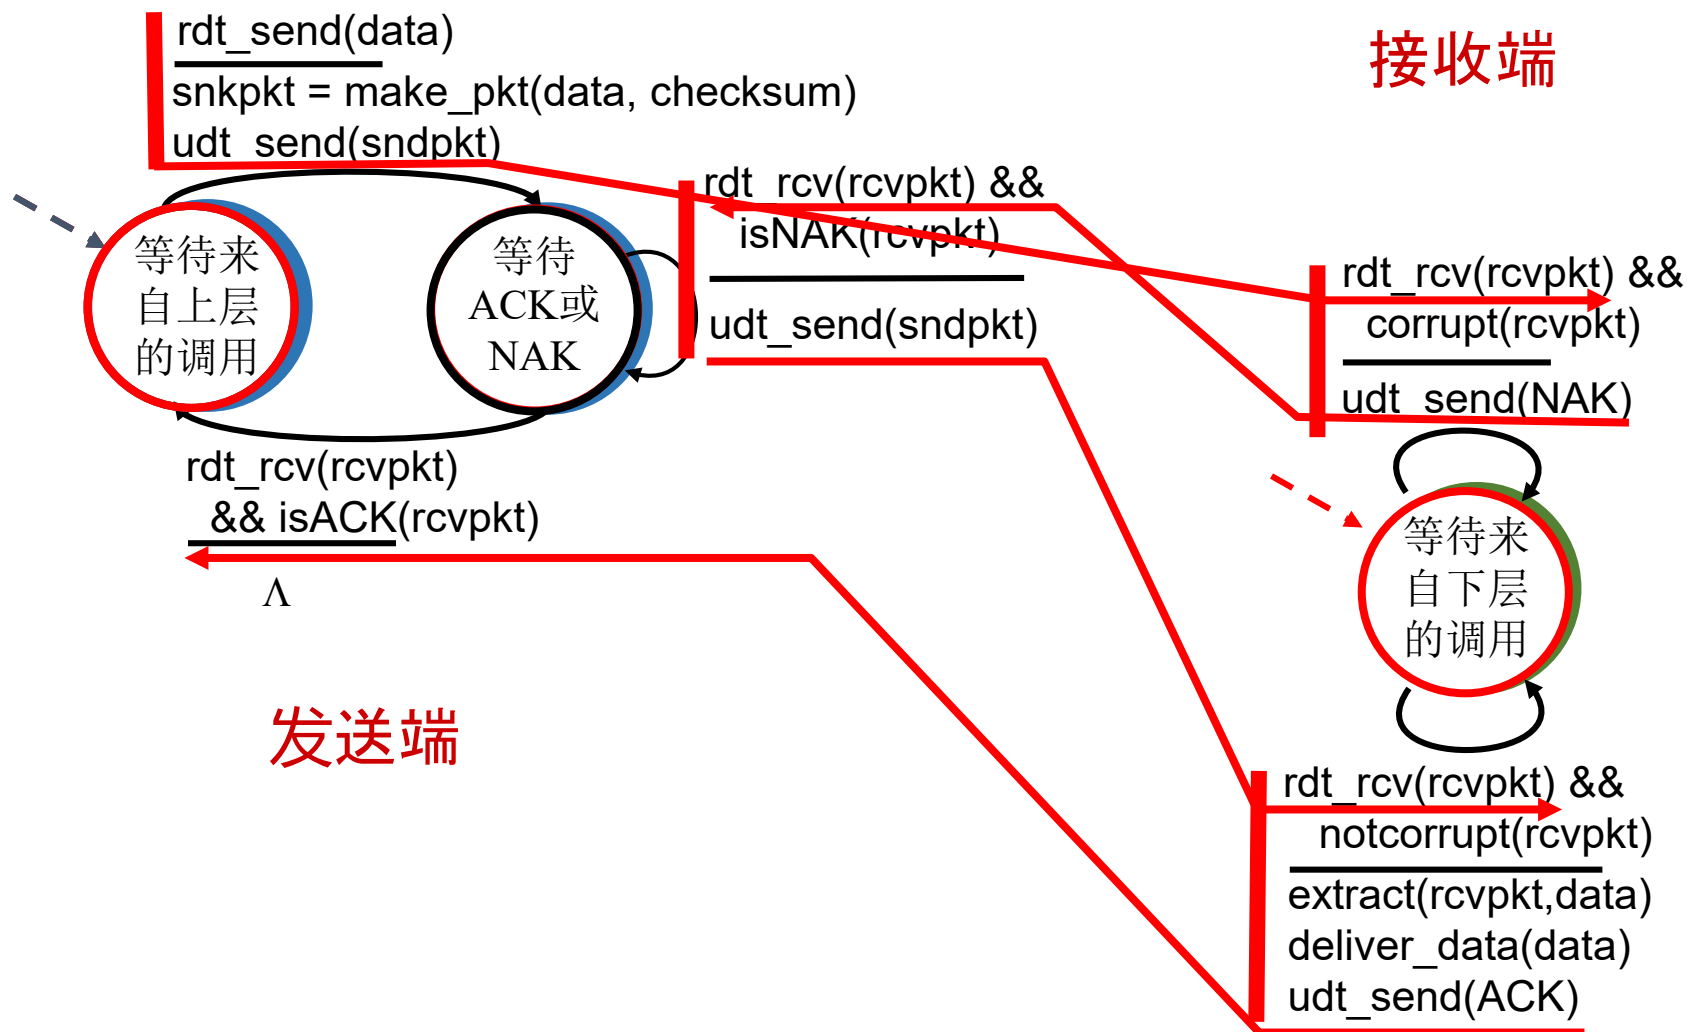 rdt_send(data)
snkpkt = make_pkt(data, checksum)
udt_send(sndpkt)
接收端
rdt_rcv(rcvpkt) &&
isNAK(rcvpkt)
udt_send(sndpkt)
等待来
自上层
的调用
等待
ACK或
NAK
rdt_rcv(rcvpkt) &&
corrupt(rcvpkt)
udt_send(NAK)
rdt_rcv(rcvpkt)
&& isACK(rcvpkt)
Λ
等待来
自下层
的调用
发送端
rdt_rcv(rcvpkt) &&
notcorrupt(rcvpkt)
extract(rcvpkt,data)
deliver_data(data)
udt_send(ACK)